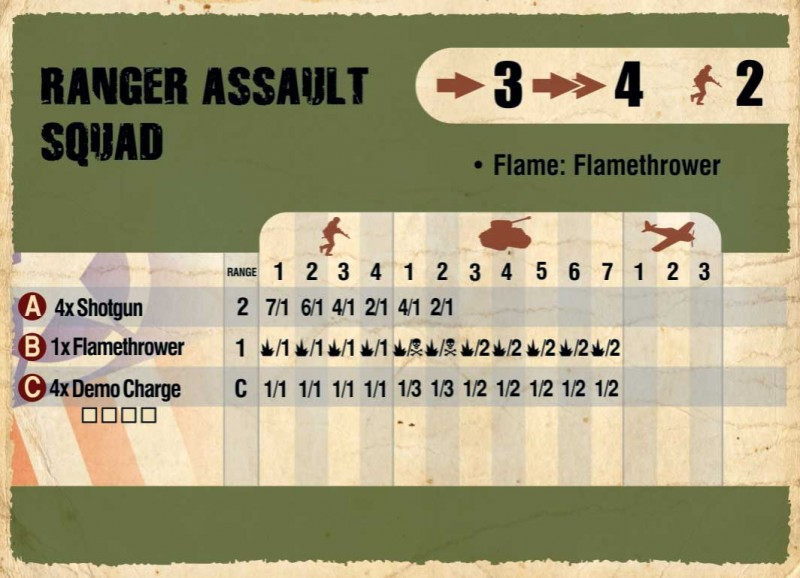 RANGER ASSAULT
SQUAD
3 4 2
• Flame: Flamethrower
RANGE 1 2 3 4 1 2 3 4 5 6 7 1 2 3
A 4x Shotgun 2 7/1 6/1 4/1 2/1 4/1 2/1
B 1x Flamethrower 1 /1 /1 /1 /1 / / /2 /2 /2 /2 /2
C 4x Demo Charge C 1/1 1/1 1/1 1/1 1/3 1/3 1/2 1/2 1/2 1/2 1/2